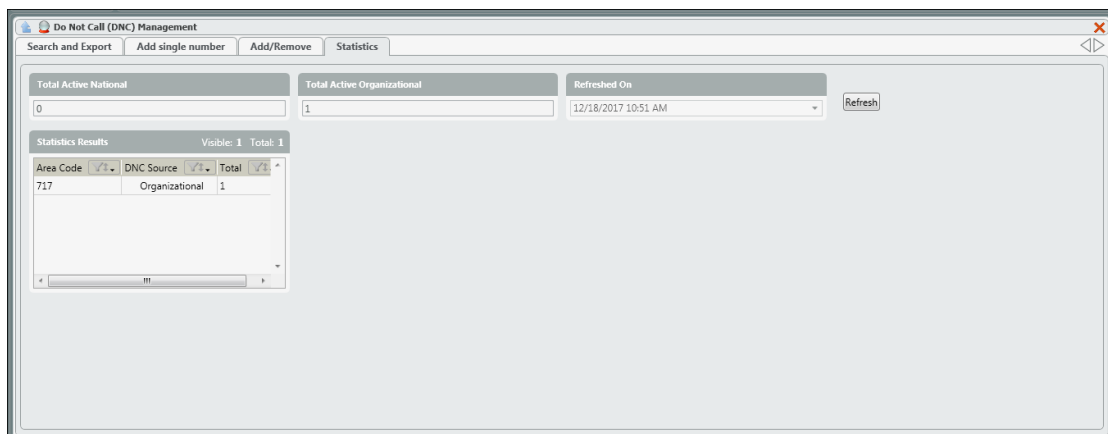 Do Not Call (DNC) Management
Search and Export Add single number Add/Remove Statistics
Total Active National Total Active Organizational Refreshed On
0 1 12/18/2017 10:51 AM Refresh
Statistics Results Visible: 1 Total: 1
Area Code DNC Source Total
717 Organizational 1